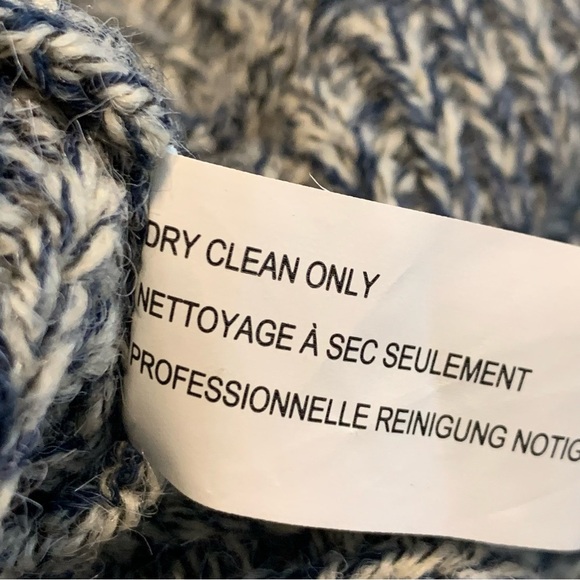 DRY CLEAN ONLY
NETTOYAGE À SEC SEULEMENT
PROFESSIONNELLE REINIGUNG NOTIG